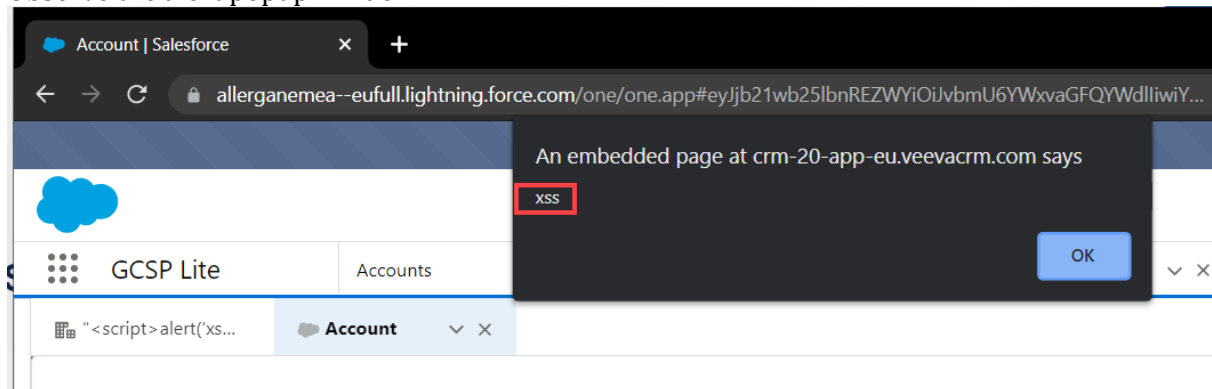 Account | Salesforce
allerganemea--eufull.lightning.force.com/one/one.app#eyJjb21wb25lbnREZWYiOiJvbmU6YWxvaGFQYWdlIiwiY...
An embedded page at crm-20-app-eu.veevacrm.com says
xss
OK
GCSP Lite
Accounts
"<script>alert('xs...
Account